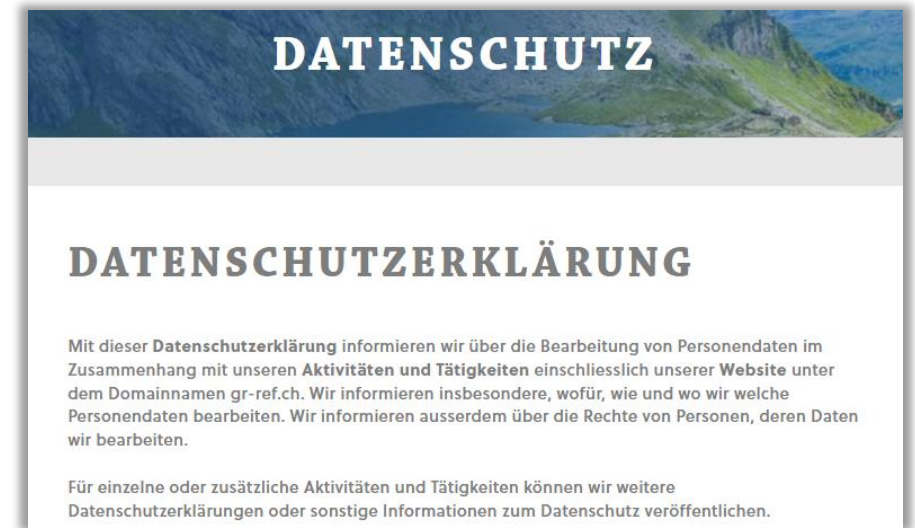 DATENSCHUTZ
DATENSCHUTZERKLÄRUNG
Mit dieser Datenschutzerklärung informieren wir über die Bearbeitung von Personendaten im
Zusammenhang mit unseren Aktivitäten und Tätigkeiten einschliesslich unserer Website unter
dem Domainnamen gr-ref.ch. Wir informieren insbesondere, wofür, wie und wo wir welche
Personendaten bearbeiten. Wir informieren ausserdem über die Rechte von Personen, deren Daten
wir bearbeiten.
Für einzelne oder zusätzliche Aktivitäten und Tätigkeiten können wir weitere
Datenschutzerklärungen oder sonstige Informationen zum Datenschutz veröffentlichen.